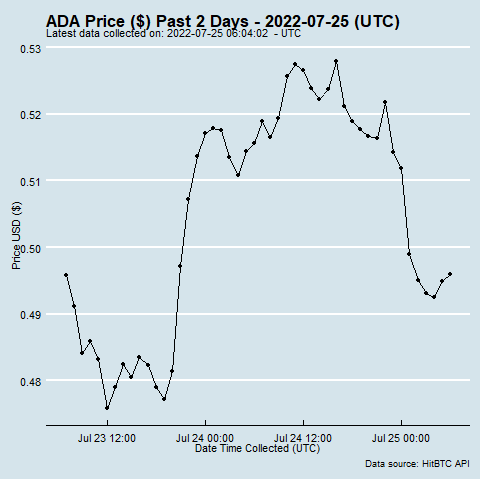 ADA Price ($) Past 2 Days - 2022-07-25 (UTC)
Latest data collected on: 2022-07-25 06:04:02  - UTC
0.53
0.52
0.51
0.50
0.49
0.48
Price USD ($)
Jul 23 12:00
Jul 24 00:00
Jul 24 12:00
Jul 25 00:00
Date Time Collected (UTC)
Data source: HitBTC API